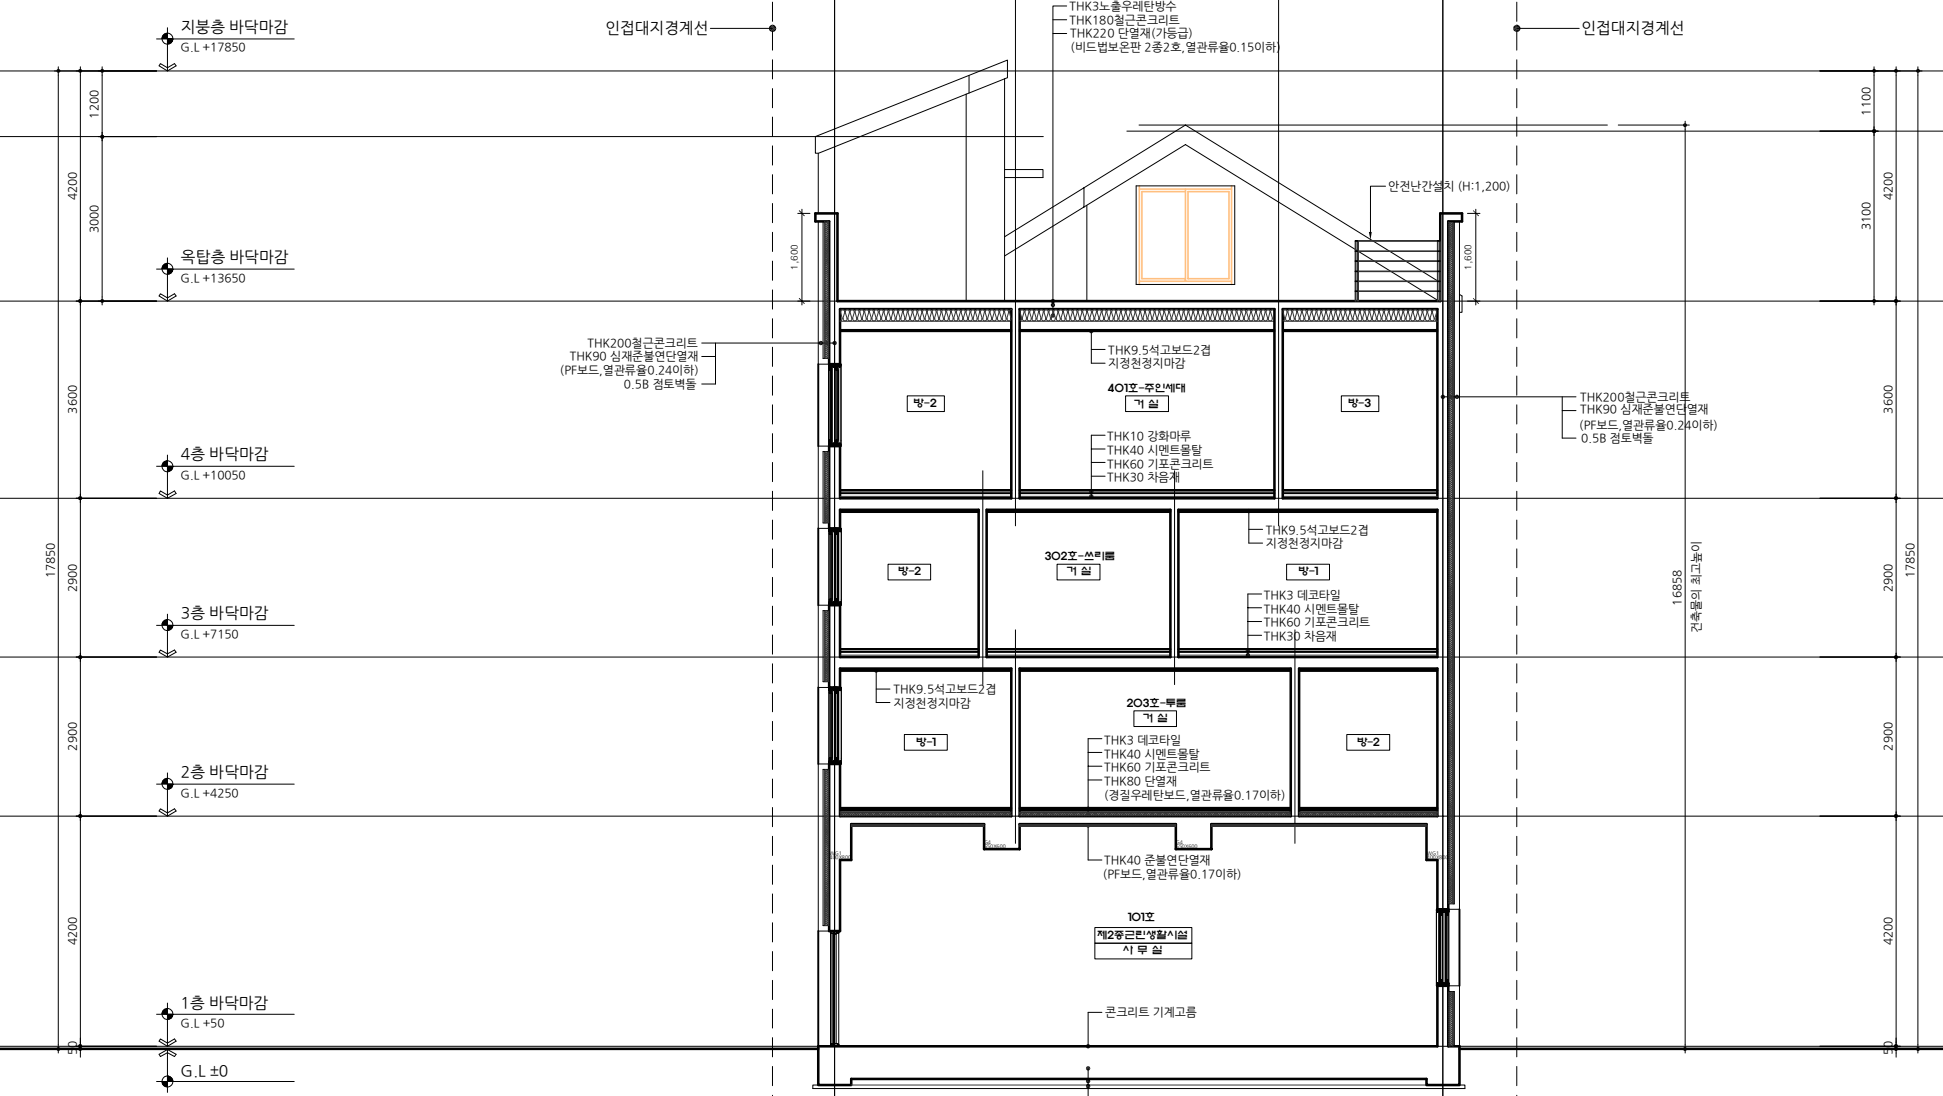 지붕층 바닥마감
G.L +17850
인접대지경계선
THK3노출우레탄방수
THK180철근콘크리트
THK220 단열재(가등급)
(비드법보온판 2종2호,열관류율0.15이하)
인접대지경계선
1200
4200
3000
1100
4200
3100
안전난간설치 (H:1,200)
1,600
1,600
옥탑층 바닥마감
G.L +13650
THK200철근콘크리트
THK90 심재준불연단열재
(PF보드,열관류율0.24이하)
0.5B 점토벽돌
THK9.5석고보드2겹
지정천정지마감
401호-주인세대
거 실
방-2
방-3
THK200철근콘크리트
THK90 심재준불연단열재
(PF보드,열관류율0.24이하)
0.5B 점토벽돌
3600
3600
THK10 강화마루
THK40 시멘트몰탈
THK60 기포콘크리트
THK30 차음재
4층 바닥마감
G.L +10050
THK9.5석고보드2겹
지정천정지마감
302호-쓰리룸
거 실
방-2
방-1
17850
2900
2900
17850
16858
건축물의 최고높이
THK3 데코타일
THK40 시멘트몰탈
THK60 기포콘크리트
THK30 차음재
3층 바닥마감
G.L +7150
THK9.5석고보드2겹
지정천정지마감
203호-투룸
거 실
방-1
방-2
2900
2900
THK3 데코타일
THK40 시멘트몰탈
THK60 기포콘크리트
THK80 단열재
(경질우레탄보드,열관류율0.17이하)
2층 바닥마감
G.L +4250
THK40 준불연단열재
(PF보드,열관류율0.17이하)
101호
제2종근린생활시설
사 무 실
4200
4200
1층 바닥마감
G.L +50
콘크리트 기계고름
50
50
G.L ±0